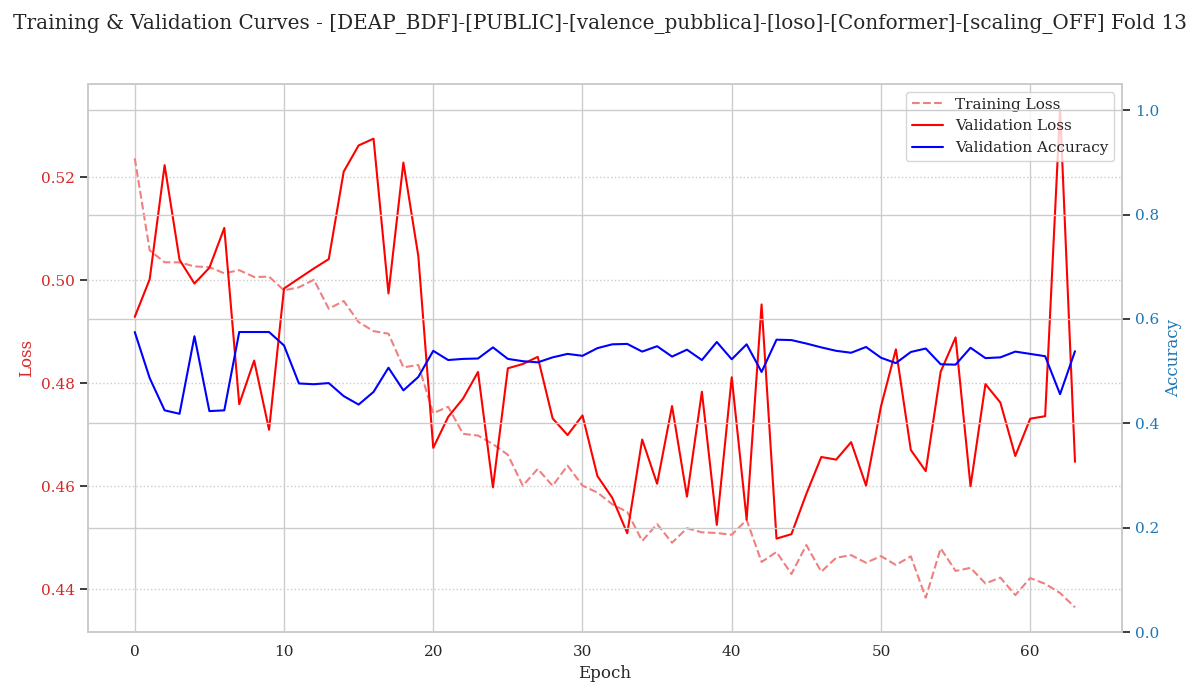 Training & Validation Curves - [DEAP_BDF]-[PUBLIC]-[valence_pubblica]-[loso]-[Conformer]-[scaling_OFF] Fold 13
Training Loss
Validation Loss
Validation Accuracy
Loss
0.52
0.50
0.48
0.46
0.44
1.0
0.8
0.6
0.4
0.2
0.0
Accuracy
0
10
20
30
40
50
60
Epoch